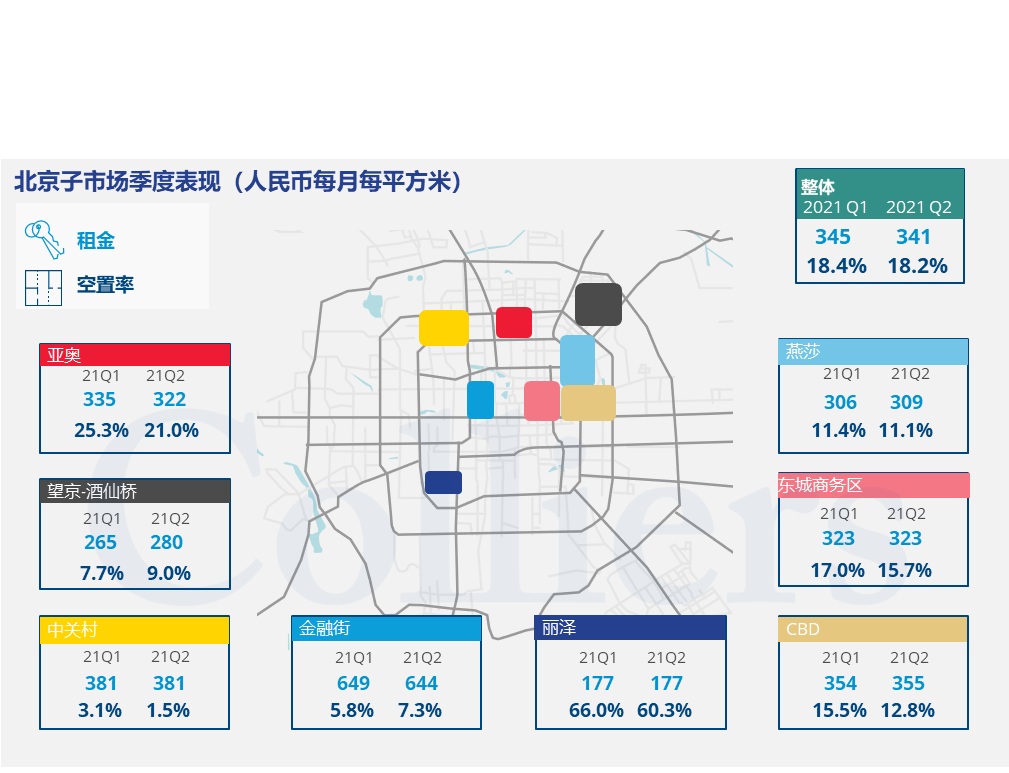 北京子市场季度表现（人民币每月每平方米）
租金
空置率
整体
2021 Q1 2021 Q2
345 341
18.4% 18.2%
亚奥
21Q1 21Q2
335 322
25.3% 21.0%
燕莎
21Q1 21Q2
306 309
11.4% 11.1%
望京-酒仙桥
21Q1 21Q2
265 280
7.7% 9.0%
东城商务区
21Q1 21Q2
323 323
17.0% 15.7%
中关村
21Q1 21Q2
381 381
3.1% 1.5%
金融街
21Q1 21Q2
649 644
5.8% 7.3%
丽泽
21Q1 21Q2
177 177
66.0% 60.3%
CBD
21Q1 21Q2
354 355
15.5% 12.8%
Colliers